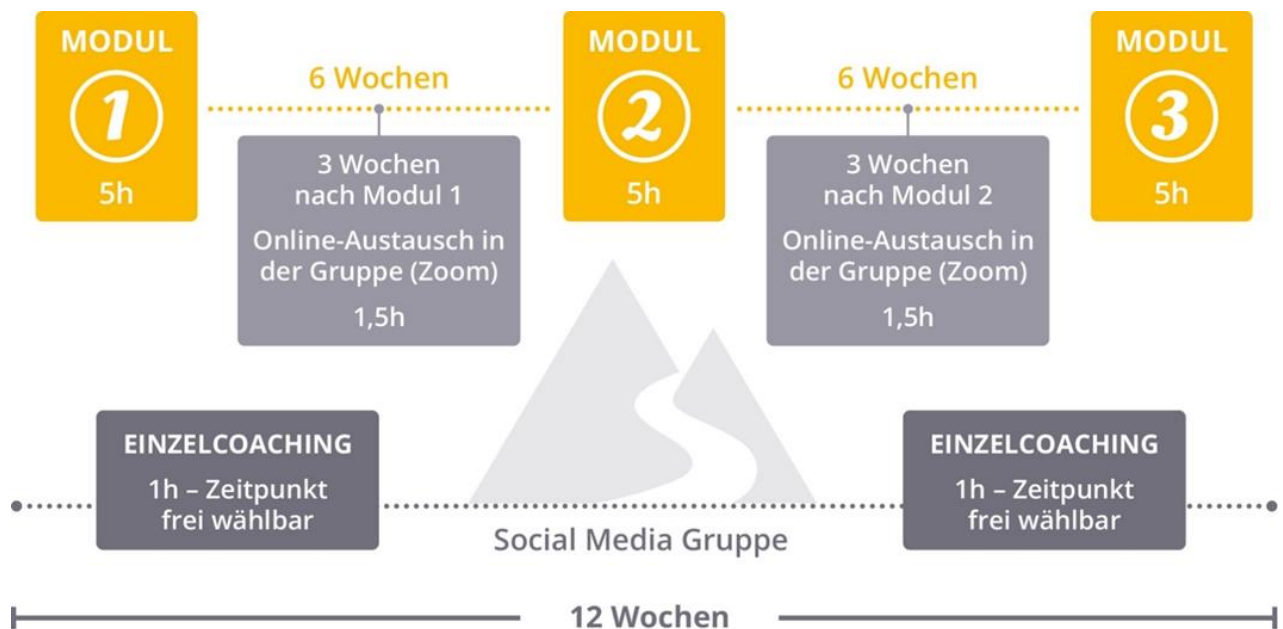 MODUL
1
5h
6 Wochen
3 Wochen
nach Modul 1
Online-Austausch in
der Gruppe (Zoom)
1,5h
MODUL
2
5h
6 Wochen
3 Wochen
nach Modul 2
Online-Austausch in
der Gruppe (Zoom)
1,5h
MODUL
3
5h
EINZELCOACHING
1h – Zeitpunkt
frei wählbar
Social Media Gruppe
EINZELCOACHING
1h – Zeitpunkt
frei wählbar
12 Wochen